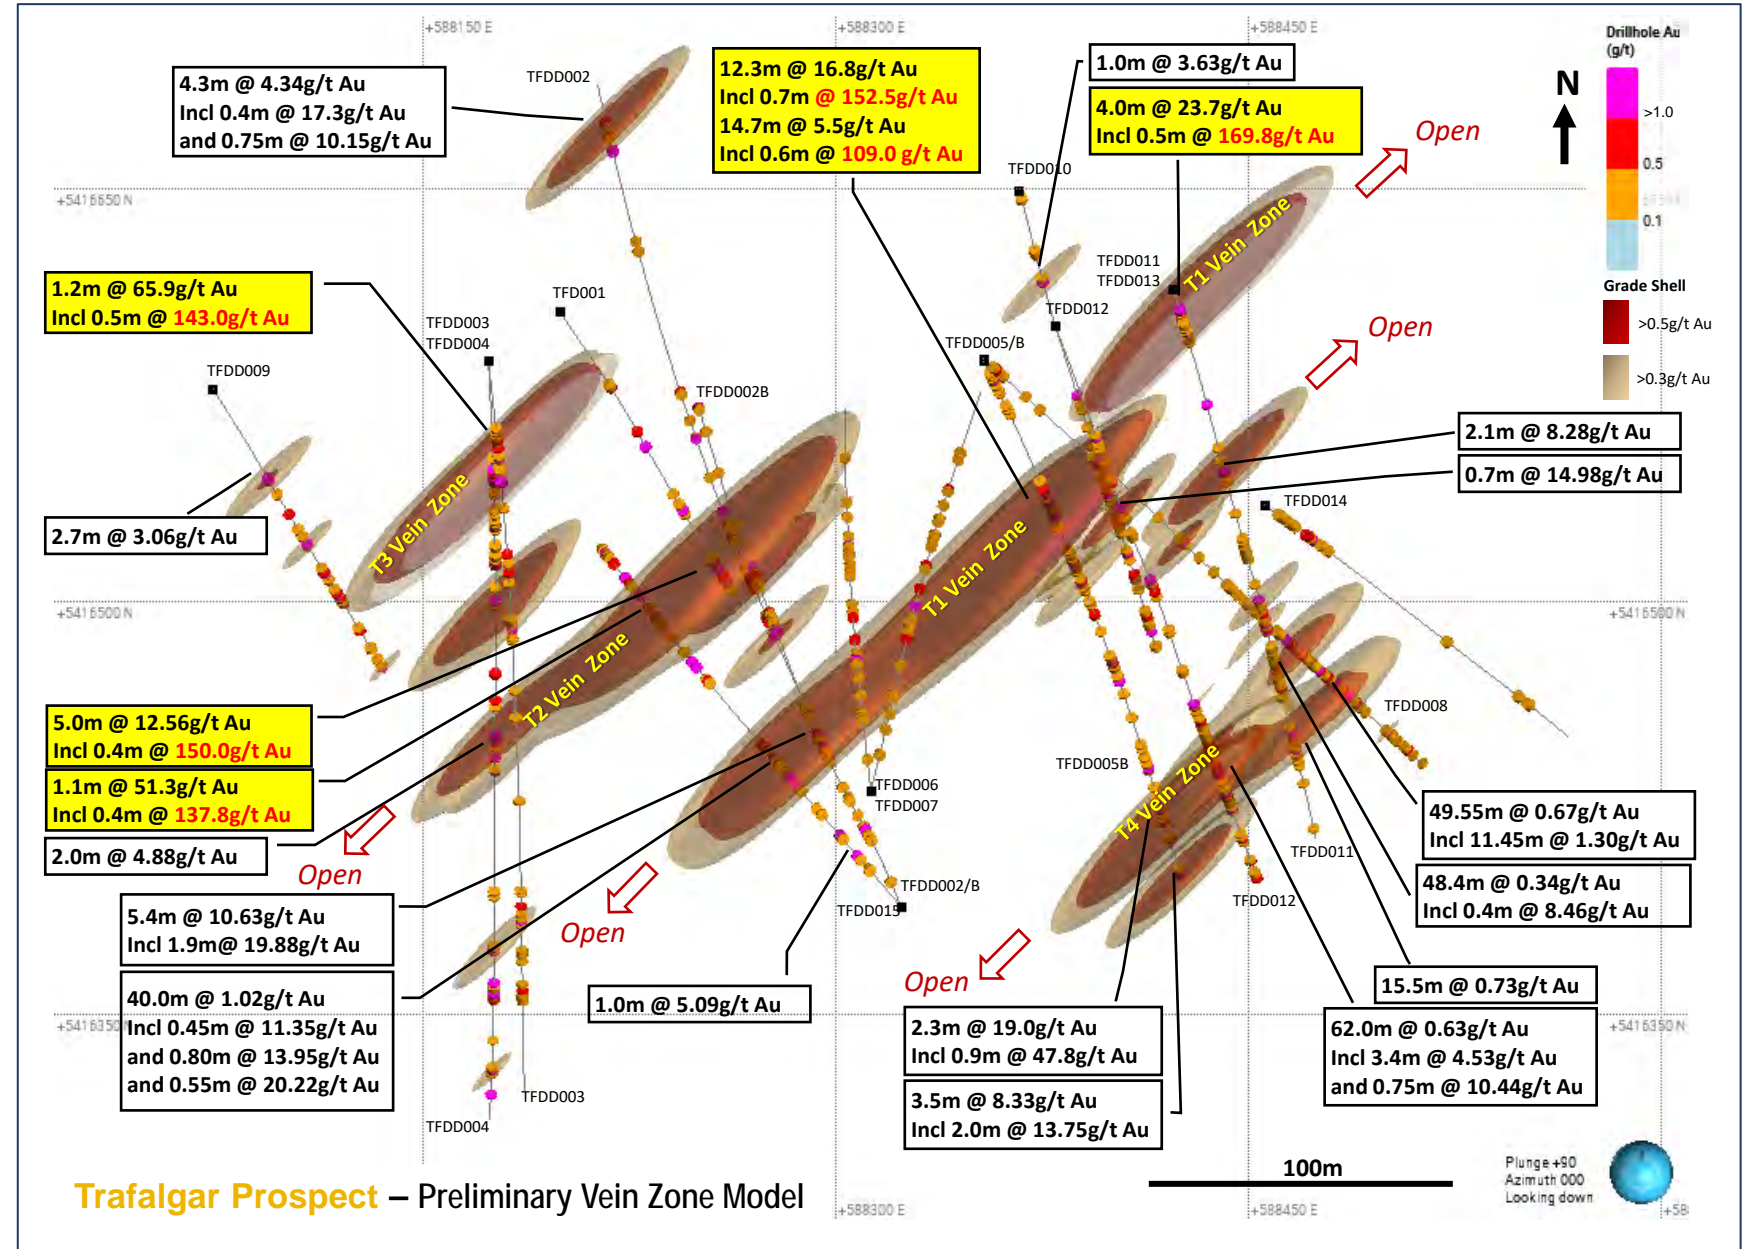 +588150 E
+588300 E
+588450 E
Drillhole Au
(g/t)
>1.0
0.5
0.1
Grade Shell
>0.5g/t Au
>0.3g/t Au
N
4.3m @ 4.34g/t Au
Incl 0.4m @ 17.3g/t Au
and 0.75m @ 10.15g/t Au
TFDD002
12.3m @ 16.8g/t Au
Incl 0.7m @ 152.5g/t Au
14.7m @ 5.5g/t Au
Incl 0.6m @ 109.0 g/t Au
1.0m @ 3.63g/t Au
4.0m @ 23.7g/t Au
Incl 0.5m @ 169.8g/t Au
Open
TFDD010
+5416650 N
T1 Vein Zone
TFDD011
TFDD013
1.2m @ 65.9g/t Au
Incl 0.5m @ 143.0g/t Au
TFD001
TFDD003
TFDD004
TFDD012
TFDD005/B
Open
TFDD009
TFDD002B
2.1m @ 8.28g/t Au
0.7m @ 14.98g/t Au
TFDD014
T3 Vein Zone
2.7m @ 3.06g/t Au
T1 Vein Zone
+5416500 N
+5416500 N
T2 Vein Zone
5.0m @ 12.56g/t Au
Incl 0.4m @ 150.0g/t Au
1.1m @ 51.3g/t Au
Incl 0.4m @ 137.8g/t Au
2.0m @ 4.88g/t Au
Open
TFDD008
TFDD005B
T4 Vein Zone
TFDD006
TFDD007
49.55m @ 0.67g/t Au
Incl 11.45m @ 1.30g/t Au
TFDD011
48.4m @ 0.34g/t Au
Incl 0.4m @ 8.46g/t Au
TFDD002/B
TFDD015
TFDD012
5.4m @ 10.63g/t Au
Incl 1.9m@ 19.88g/t Au
Open
Open
15.5m @ 0.73g/t Au
40.0m @ 1.02g/t Au
Incl 0.45m @ 11.35g/t Au
and 0.80m @ 13.95g/t Au
and 0.55m @ 20.22g/t Au
1.0m @ 5.09g/t Au
2.3m @ 19.0g/t Au
Incl 0.9m @ 47.8g/t Au
62.0m @ 0.63g/t Au
Incl 3.4m @ 4.53g/t Au
and 0.75m @ 10.44g/t Au
+5416350 N
+5416350 N
3.5m @ 8.33g/t Au
Incl 2.0m @ 13.75g/t Au
TFDD003
TFDD004
100m
Plunge +90
Azimuth 000
Looking down
Trafalgar Prospect – Preliminary Vein Zone Model
+588300 E
+588450 E
+58